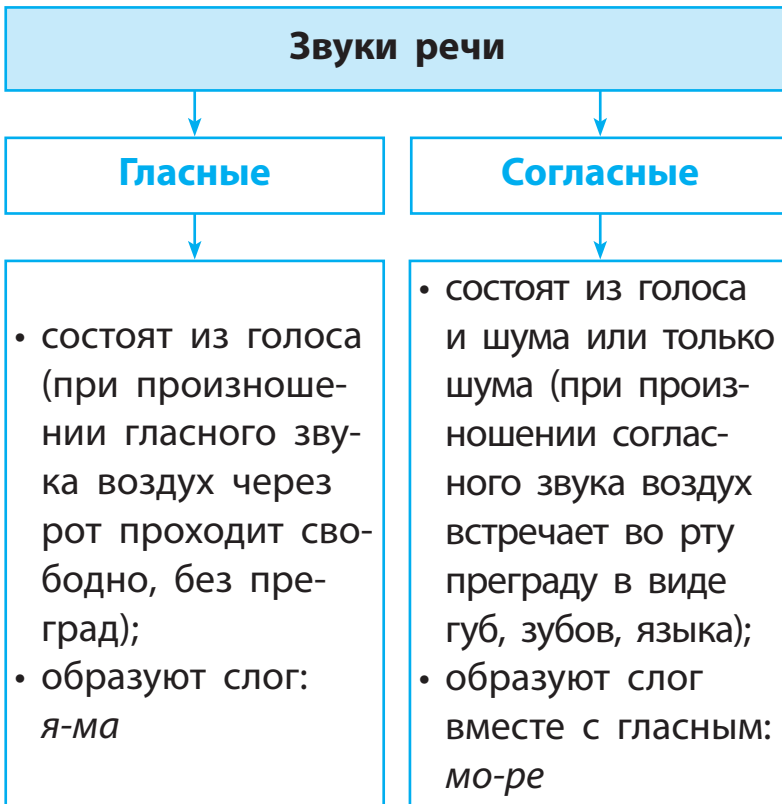 Звуки речи
Гласные
Согласные
• состоят из голоса
(при произноше-
нии гласного зву-
ка воздух через
рот проходит сво-
бодно, без пре-
град);
• образуют слог:
я-ма
• состоят из голоса
и шума или только
шума (при произ-
ношении соглас-
ного звука воздух
встречает во рту
преграду в виде
губ, зубов, языка);
• образуют слог
вместе с гласным:
мо-ре